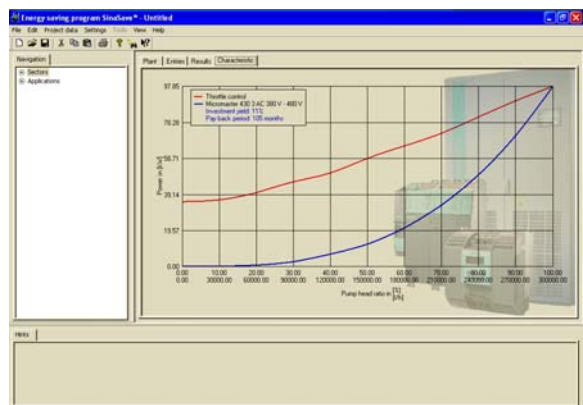 Energy saving program SinaSave® - Untitled
File Edit Project data Settings Tools View Help
Navigation
Sectors
Applications
Plant Entries Results Characteristic
Throttle control
Micromaster 430 3 AC 380 V - 480 V
Investment yield: 11%
Pay back period: 105 months
97.85
78.28
58.71
39.14
19.57
0.00
Power in [kW]
0.00 10.00 20.00 30.00 40.00 50.00 60.00 70.00 80.00 90.00 100.00
0.00 30000.00 60000.00 90000.00 120000.00 150000.00 180000.00 210000.00 240000.00 270000.00 300000.00
Pump head ratio in [%]
[l/h]
Hints